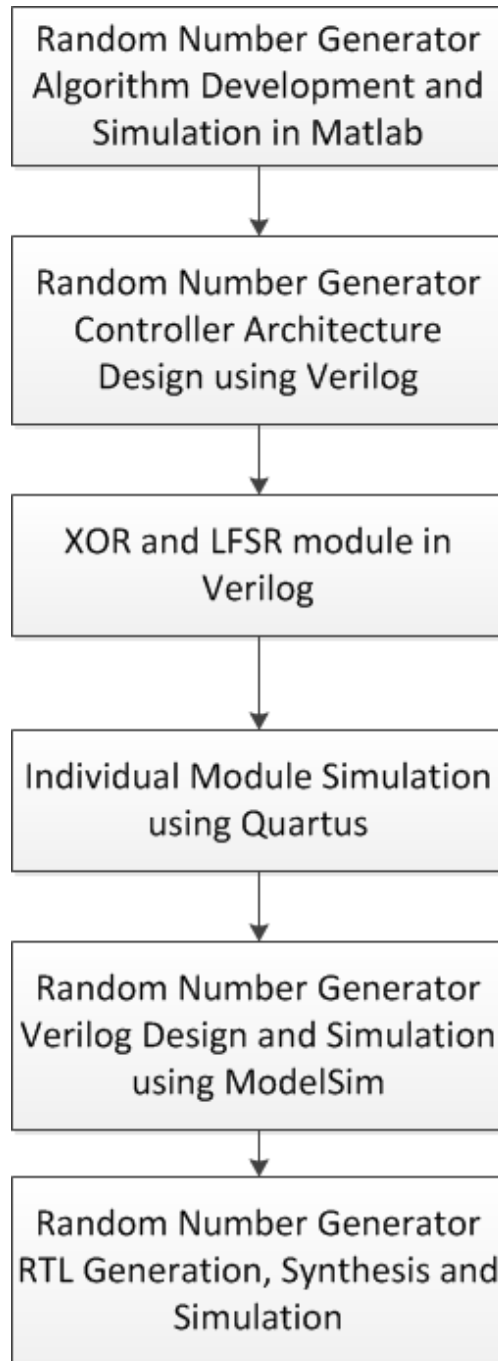 Random Number Generator
Algorithm Development and
Simulation in Matlab
Random Number Generator
Controller Architecture
Design using Verilog
XOR and LFSR module in
Verilog
Individual Module Simulation
using Quartus
Random Number Generator
Verilog Design and Simulation
using ModelSim
Random Number Generator
RTL Generation, Synthesis and
Simulation